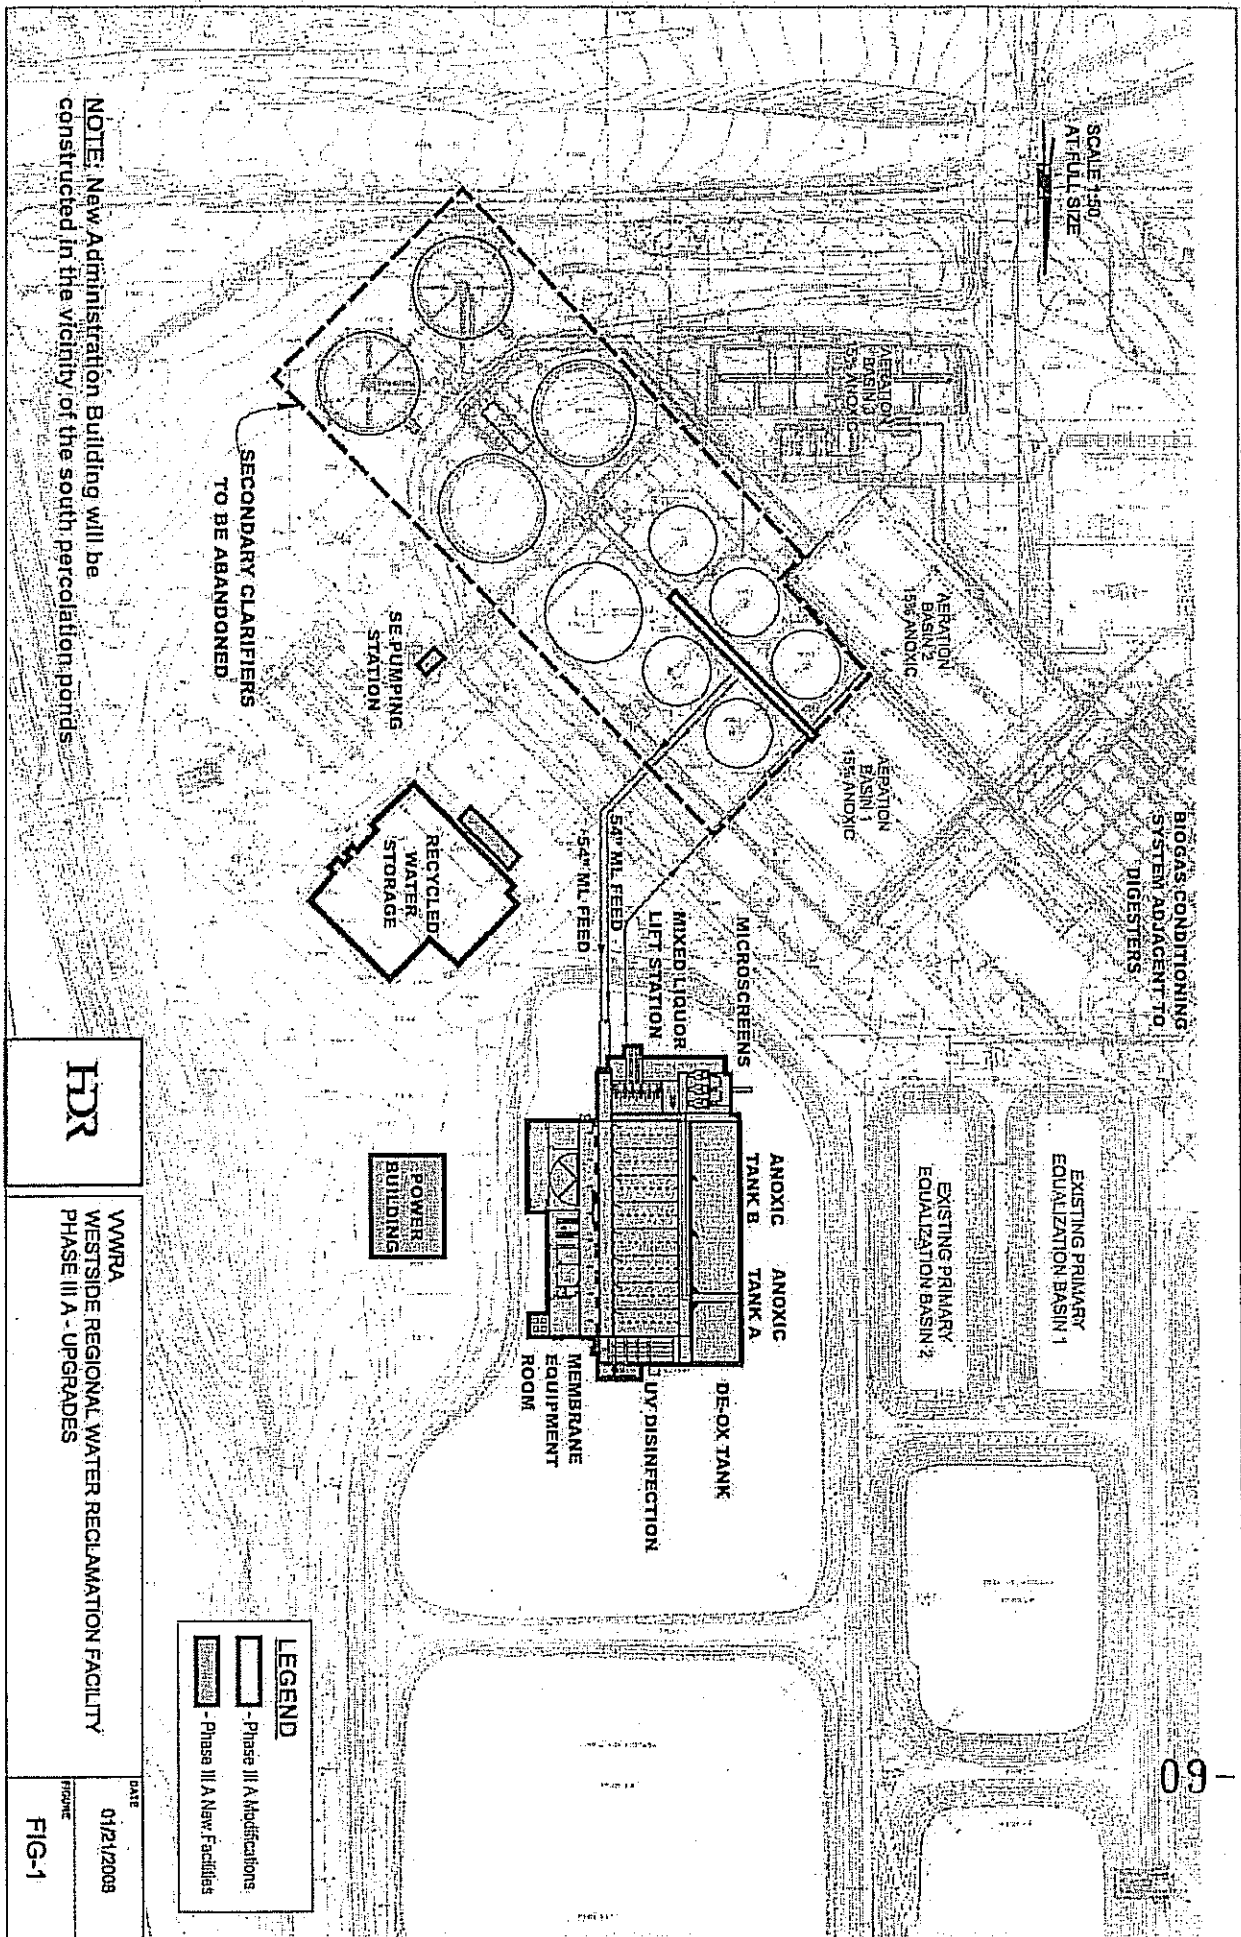 SCALE 1:50
AT FULL SIZE
BIOGAS CONDITIONING
SYSTEM ADJACENT TO
DIGESTERS
AERATION
BASIN 3
5% ANOXIC
AERATION
BASIN 2
15% ANOXIC
AERATION
BASIN 1
15% ANOXIC
EXISTING PRIMARY
EQUALIZATION BASIN 1
EXISTING PRIMARY
EQUALIZATION BASIN 2
MICROSCREENS
MIXED LIQUOR
LIFT STATION
54" ML FEED
54" ML FEED
ANOXIC
TANK B
ANOXIC
TANK A
DE-OX TANK
UV DISINFECTION
MEMBRANE
EQUIPMENT
ROOM
SE PUMPING
STATION
RECYCLED
WATER
STORAGE
POWER
BUILDING
SECONDARY CLARIFIERS
TO BE ABANDONED
NOTE: New Administration Building will be
constructed in the vicinity of the south percolation ponds
LEGEND
- Phase III A Modifications
- Phase III A New Facilities
HDR
VVWRA
WESTSIDE REGIONAL WATER RECLAMATION FACILITY
PHASE III A - UPGRADES
DATE
01/21/2008
FIGURE
FIG-1
09-